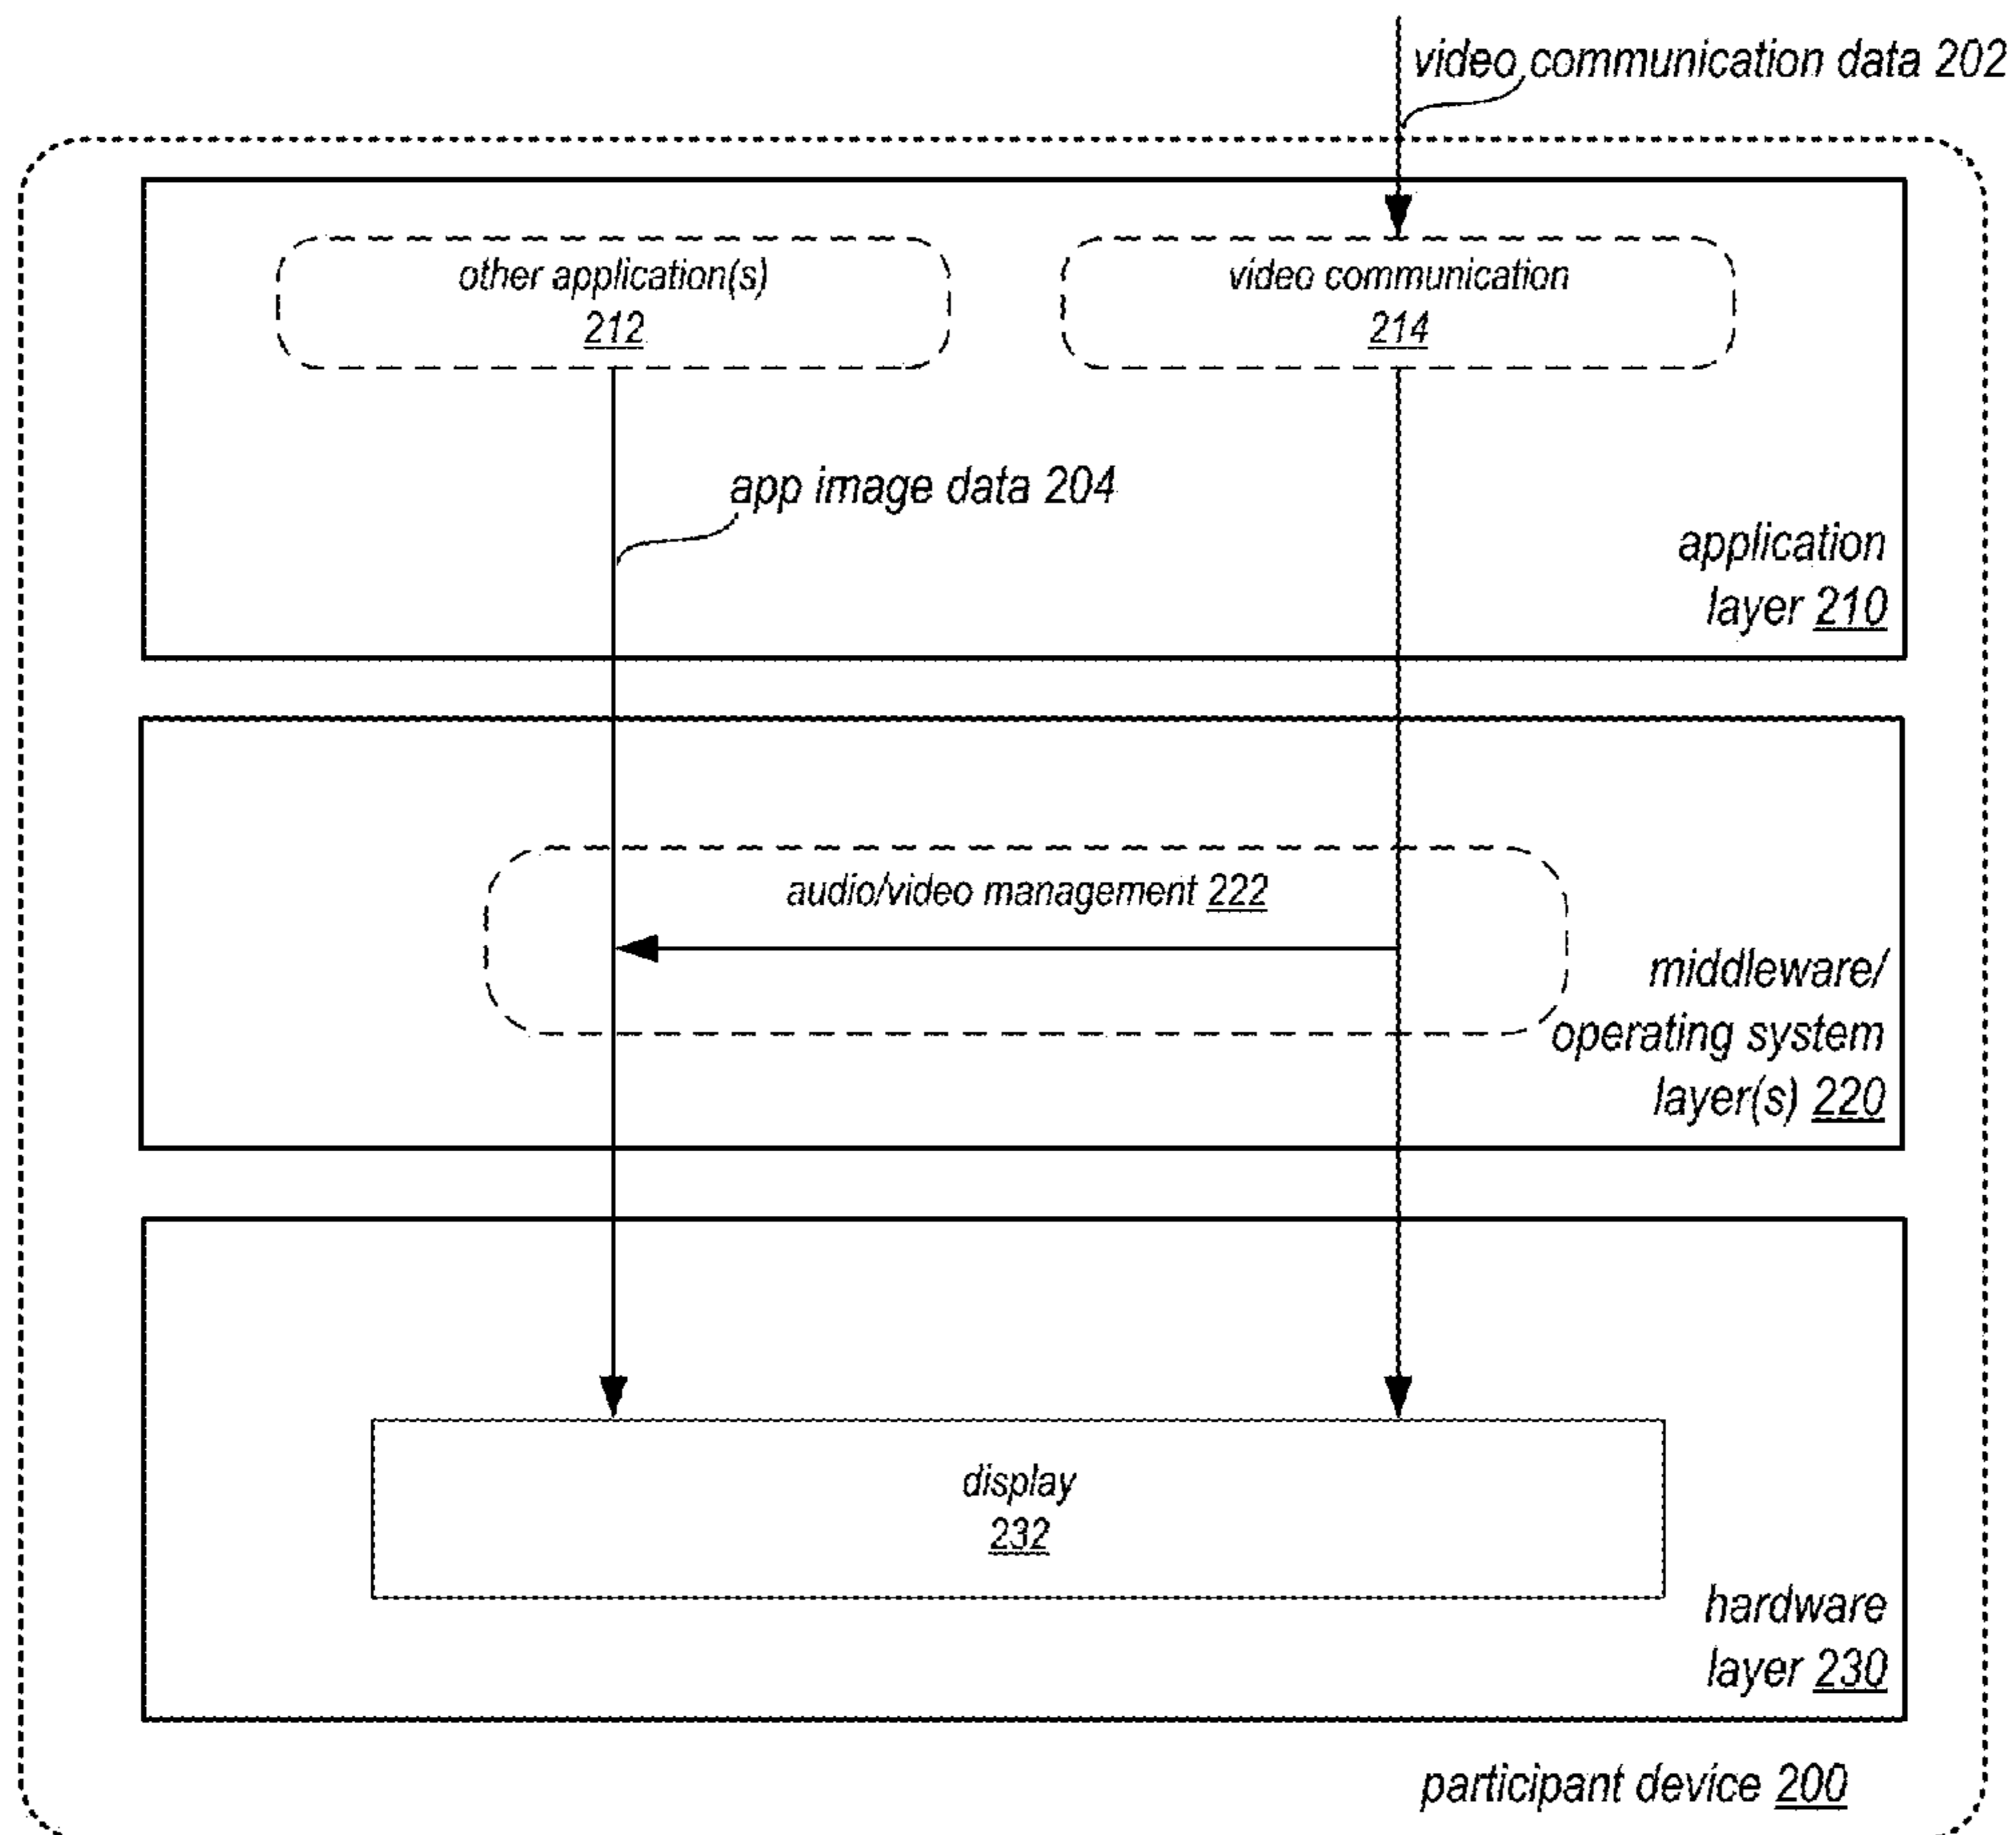 video communication data 202
other application(s)
212
video communication
214
app image data 204
application
layer 210
audio/video management 222
middleware/
operating system
layer(s) 220
display
232
hardware
layer 230
participant device 200